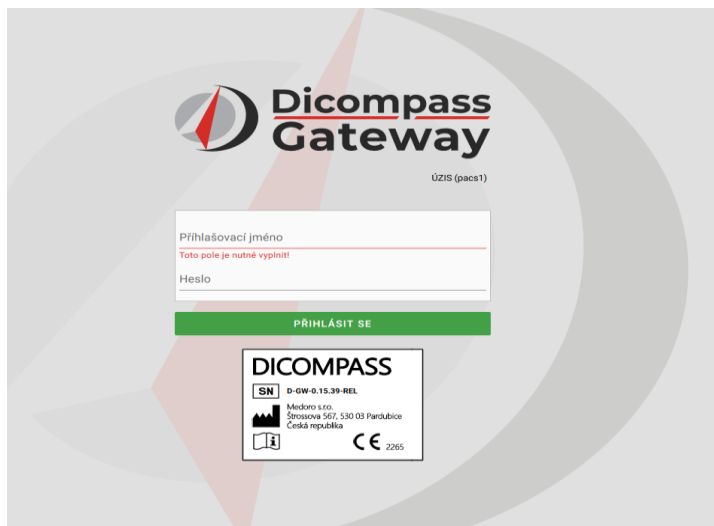 Dicompass
Gateway
ÚZIS (pacs1)
Příhlašovací jméno
Toto pole je nutné vyplnit!
Heslo
PŘIHLÁSIT SE
DICOMPASS
SN D-GW-0.15.39-REL
Medoro s.r.o.
Štrossova 567, 530 03 Pardubice
Česká republika
i
CE 2265